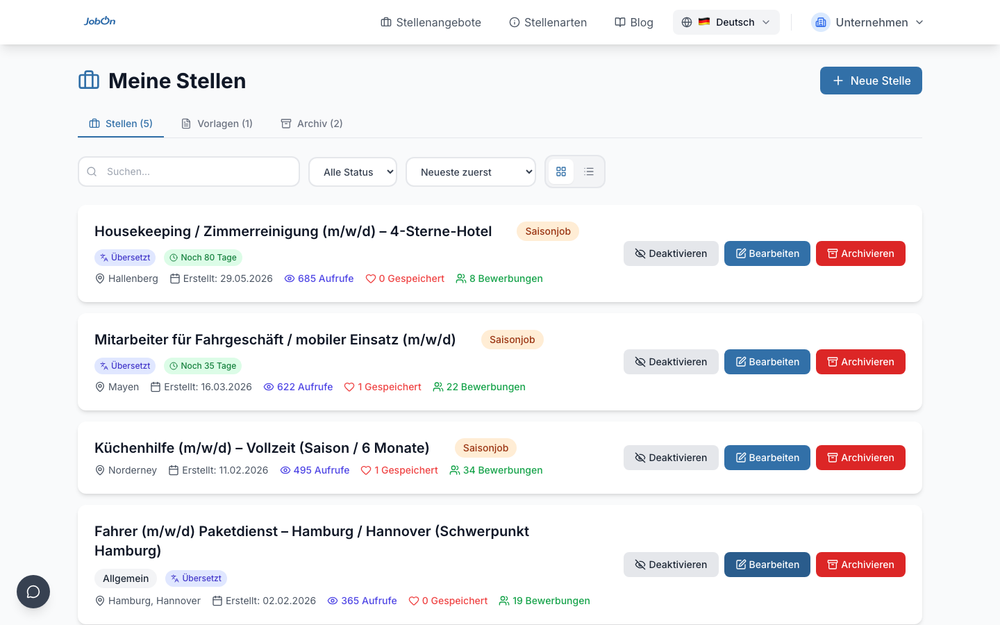 JobOn
Stellenangebote
Stellenarten
Blog
Deutsch
Unternehmen
Meine Stellen
Neue Stelle
Stellen (5)
Vorlagen (1)
Archiv (2)
Suchen...
Alle Status
Neueste zuerst
Housekeeping / Zimmerreinigung (m/w/d) – 4-Sterne-Hotel
Saisonjob
Übersetzt
Noch 80 Tage
Hallenberg
Erstellt: 29.05.2026
685 Aufrufe
0 Gespeichert
8 Bewerbungen
Deaktivieren
Bearbeiten
Archivieren
Mitarbeiter für Fahrgeschäft / mobiler Einsatz (m/w/d)
Saisonjob
Übersetzt
Noch 35 Tage
Mayen
Erstellt: 16.03.2026
622 Aufrufe
1 Gespeichert
22 Bewerbungen
Deaktivieren
Bearbeiten
Archivieren
Küchenhilfe (m/w/d) – Vollzeit (Saison / 6 Monate)
Saisonjob
Norderney
Erstellt: 11.02.2026
495 Aufrufe
1 Gespeichert
34 Bewerbungen
Deaktivieren
Bearbeiten
Archivieren
Fahrer (m/w/d) Paketdienst – Hamburg / Hannover (Schwerpunkt
Hamburg)
Allgemein
Übersetzt
Hamburg, Hannover
Erstellt: 02.02.2026
365 Aufrufe
0 Gespeichert
19 Bewerbungen
Deaktivieren
Bearbeiten
Archivieren